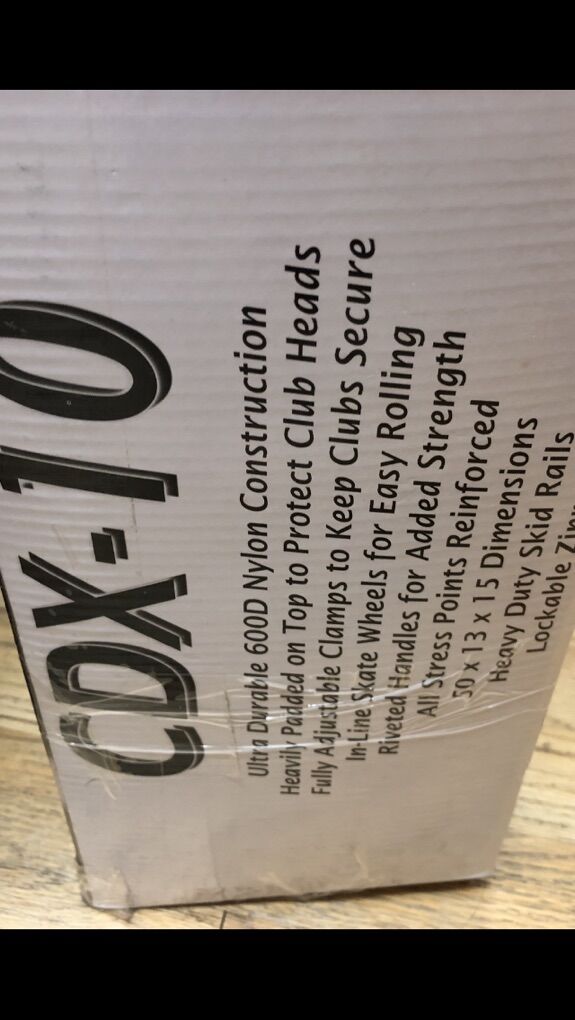 CDX-10
Ultra Durable 600D Nylon Construction
Heavily Padded on Top to Protect Club Heads
Fully Adjustable Clamps to Keep Clubs Secure
In-Line Skate Wheels for Easy Rolling
Riveted Handles for Added Strength
All Stress Points Reinforced
50 x 13 x 15 Dimensions
Heavy Duty Skid Rails
Lockable